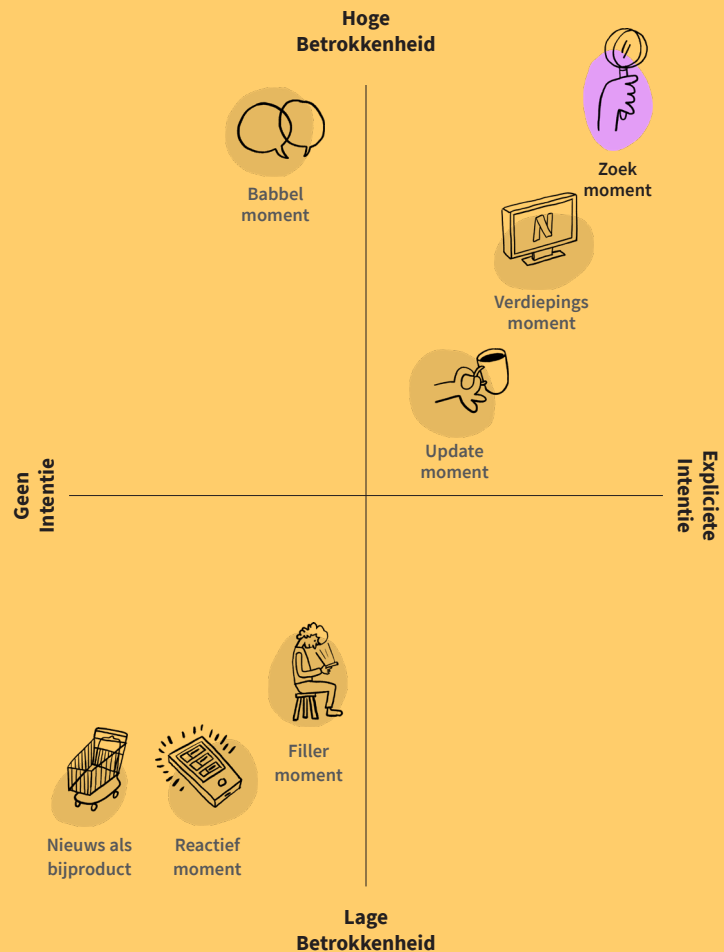 Hoge
Betrokkenheid
Zoek
moment
Babbel
moment
N
Verdiepings
moment
Update
moment
Geen
Intentie
Expliciete
Intentie
Filler
moment
Nieuws als
bijproduct
Reactief
moment
Lage
Betrokkenheid